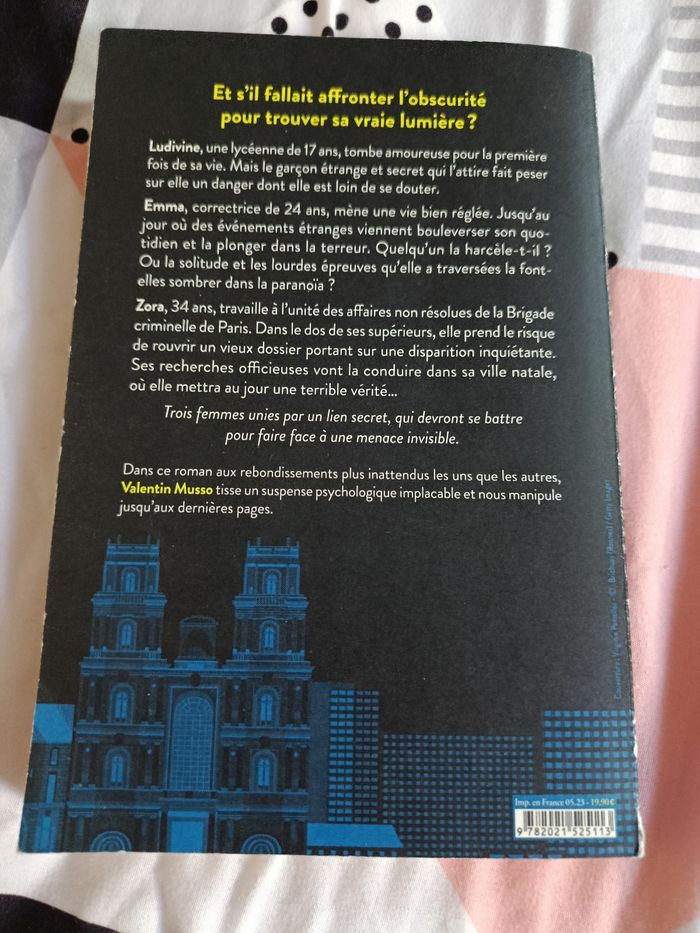 Et s'il fallait affronter l'obscurité
pour trouver sa vraie lumière ?
Ludivine, une lycéenne de 17 ans, tombe amoureuse pour la première
fois de sa vie. Mais le garçon étrange et secret qui l'attire fait peser
sur elle un danger dont elle est loin de se douter.
Emma, correctrice de 24 ans, mène une vie bien réglée. Jusqu'au
jour où des événements étranges viennent bouleverser son quo-
tidien et la plonger dans la terreur. Quelqu'un la harcèle-t-il ?
Ou la solitude et les lourdes épreuves qu'elle a traversées la font-
elles sombrer dans la paranoïa ?
Zora, 34 ans, travaille à l'unité des affaires non résolues de la Brigade
criminelle de Paris. Dans le dos de ses supérieurs, elle prend le risque
de rouvrir un vieux dossier portant sur une disparition inquiétante.
Ses recherches officieuses vont la conduire dans sa ville natale,
où elle mettra au jour une terrible vérité...
Trois femmes unies par un lien secret, qui devront se battre
pour faire face à une menace invisible.
Dans ce roman aux rebondissements plus inattendus les uns que les autres,
Valentin Musso tisse un suspense psychologique implacable et nous manipule
jusqu'aux dernières pages.
Imp. en France 05.23 - 19,90 €
9 782021 525113